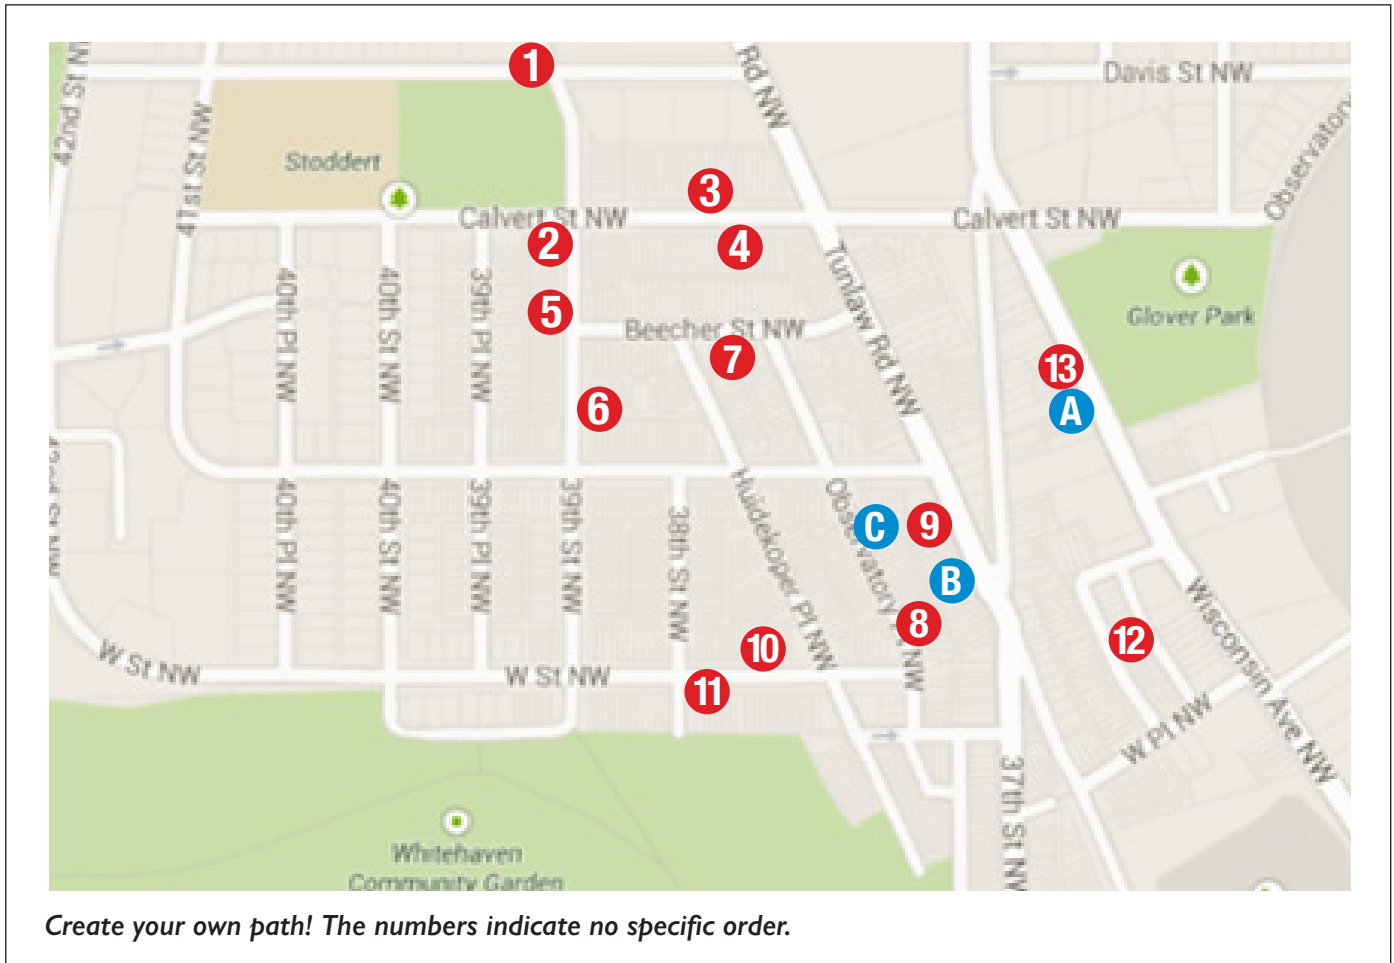 1
Rd NW
Davis St NW
42nd St NW
41st St NW
Stoddert
Observatory
3
Calvert St NW
Calvert St NW
2
4
Tunlaw Rd NW
40th Pl NW
40th St NW
39th Pl NW
5
Beecher St NW
Glover Park
7
13
A
6
40th Pl NW
40th St NW
39th Pl NW
39th St NW
38th St NW
Huidekoper Pl NW
Observatory Pl NW
C
9
B
8
Wisconsin Ave NW
12
10
W St NW
W St NW
11
W Pl NW
37th St NW
Whitehaven
Community Garden
Create your own path! The numbers indicate no specific order.